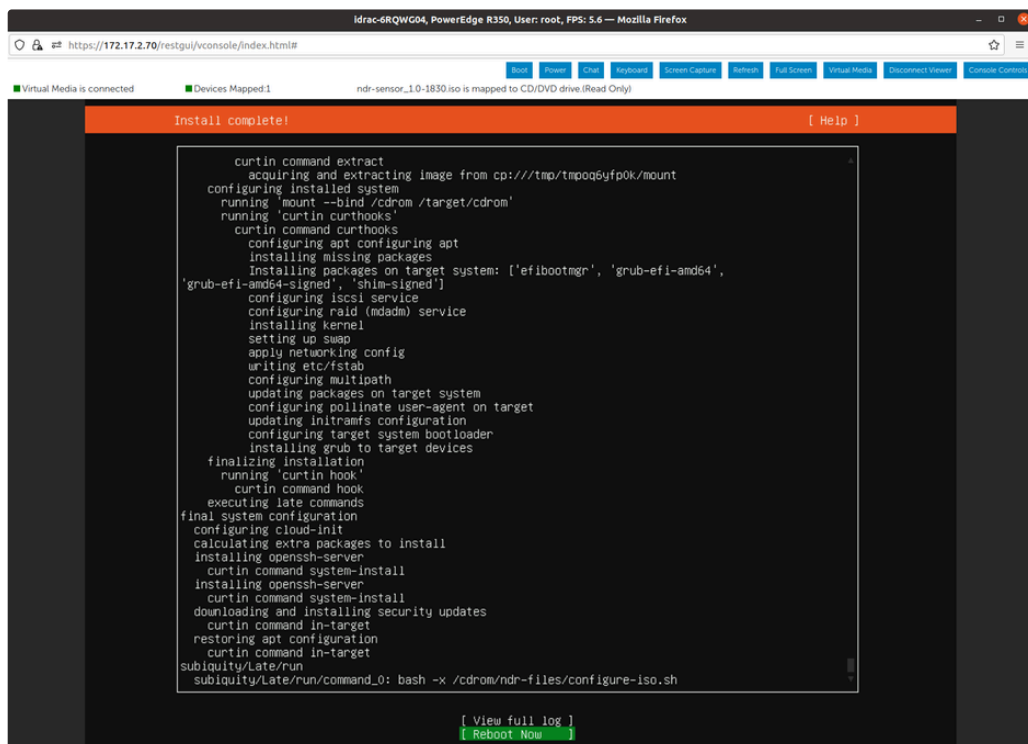 idrac-6RQWG04, PowerEdge R350, User: root, FPS: 5.6 — Mozilla Firefox
https://172.17.2.70/restgui/vconsole/index.html#
Boot Power Chat Keyboard Screen Capture Refresh Full Screen Virtual Media Disconnect Viewer Console Controls
Virtual Media is connected Devices Mapped:1 ndr-sensor_1.0-1830.iso is mapped to CD/DVD drive.(Read Only)
Install complete! [ Help ]
curtin command extract
acquiring and extracting image from cp:///tmp/tmpoq6yfp0k/mount
configuring installed system
running 'mount --bind /cdrom /target/cdrom'
running 'curtin curthooks'
curtin command curthooks
configuring apt configuring apt
installing missing packages
Installing packages on target system: ['efibootmgr', 'grub-efi-amd64',
'grub-efi-amd64-signed', 'shim-signed']
configuring iscsi service
configuring raid (mdadm) service
installing kernel
setting up swap
apply networking config
writing etc/fstab
configuring multipath
updating packages on target system
configuring pollinate user-agent on target
updating initramfs configuration
configuring target system bootloader
installing grub to target devices
finalizing installation
running 'curtin hook'
curtin command hook
executing late commands
final system configuration
configuring cloud-init
calculating extra packages to install
installing openssh-server
curtin command system-install
installing openssh-server
curtin command system-install
downloading and installing security updates
curtin command in-target
restoring apt configuration
curtin command in-target
subiquity/Late/run
subiquity/Late/run/command_0: bash -x /cdrom/ndr-files/configure-iso.sh
[ View full log ]
[ Reboot Now ]